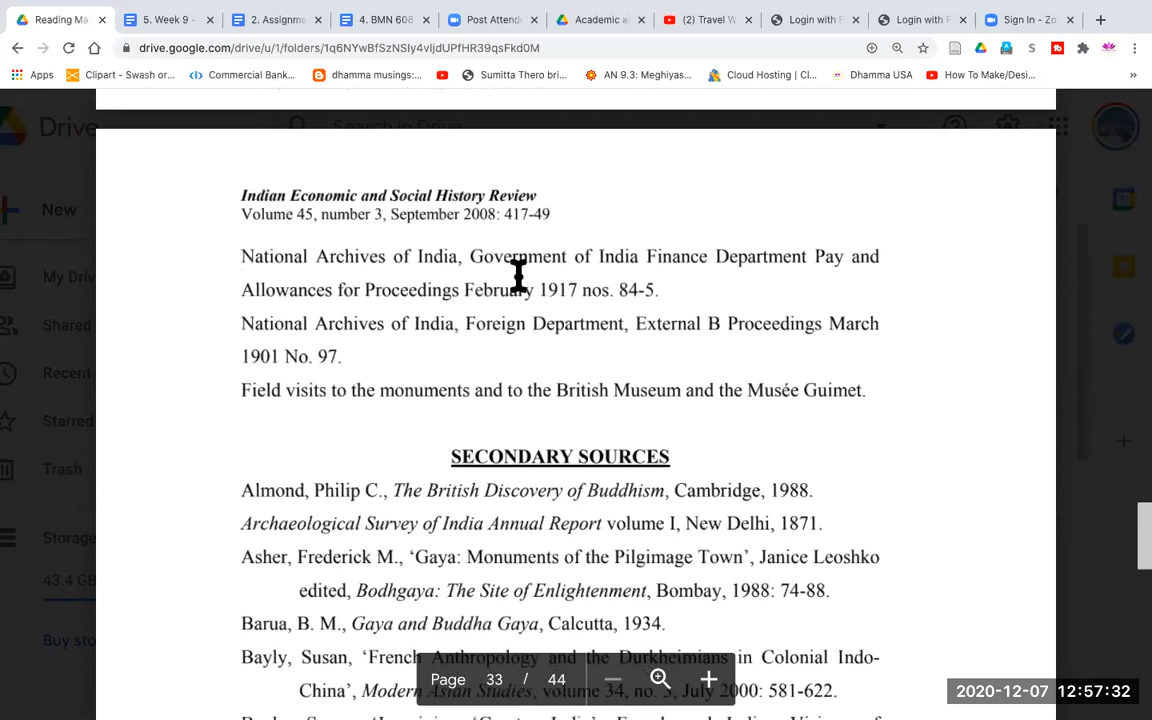 Reading Ma
5. Week 9 -
2. Assignme
4. BMN 608
Post Attend
Academic a
(2) Travel W
Login with F
Login with F
Sign In - Zo
drive.google.com/drive/u/1/folders/1q6NYwBfSzNSIy4vIjdUPfHR39qsFkd0M
Apps
Clipart - Swash or...
Commercial Bank...
dhamma musings:...
Sumitta Thero bri...
AN 9.3: Meghiyas...
Cloud Hosting | Cl...
Dhamma USA
How To Make/Desi...
»
Drive
Search in Drive
New
My Driv
Shared
Recent
Starred
Trash
Storage
43.4 GB
Buy sto
Indian Economic and Social History Review
Volume 45, number 3, September 2008: 417-49
National Archives of India, Government of India Finance Department Pay and
Allowances for Proceedings February 1917 nos. 84-5.
National Archives of India, Foreign Department, External B Proceedings March
1901 No. 97.
Field visits to the monuments and to the British Museum and the Musée Guimet.
SECONDARY SOURCES
Almond, Philip C., The British Discovery of Buddhism, Cambridge, 1988.
Archaeological Survey of India Annual Report volume I, New Delhi, 1871.
Asher, Frederick M., ‘Gaya: Monuments of the Pilgrimage Town’, Janice Leoshko
edited, Bodhgaya: The Site of Enlightenment, Bombay, 1988: 74-88.
Barua, B. M., Gaya and Buddha Gaya, Calcutta, 1934.
Bayly, Susan, ‘French Anthropology and the Durkheimians in Colonial Indo-
China’, Modern Asian Studies, volume 34, no. 3, July 2000: 581-622.
Page 33 / 44
2020-12-07 12:57:32